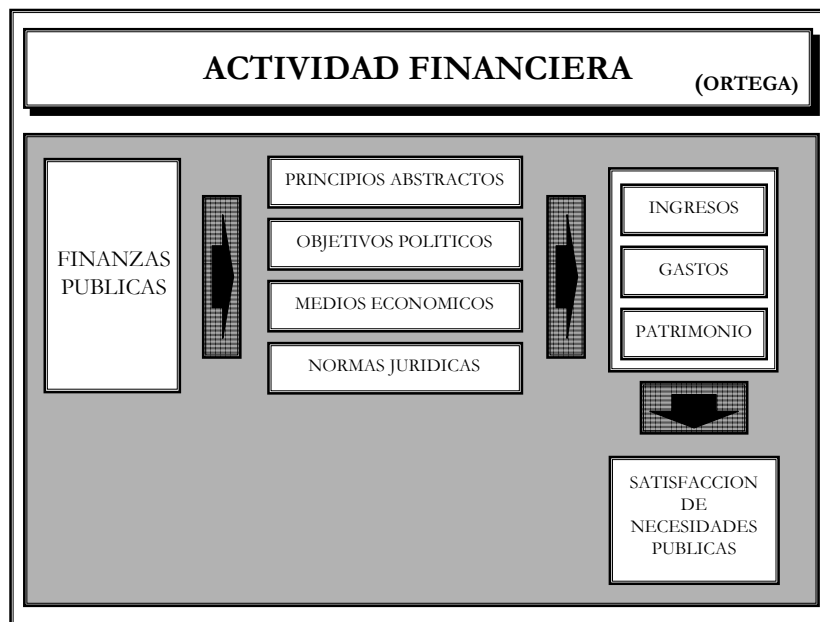 ACTIVIDAD FINANCIERA (ORTEGA)
FINANZAS
PUBLICAS
PRINCIPIOS ABSTRACTOS
OBJETIVOS POLITICOS
MEDIOS ECONOMICOS
NORMAS JURIDICAS
INGRESOS
GASTOS
PATRIMONIO
SATISFACCION
DE
NECESIDADES
PUBLICAS